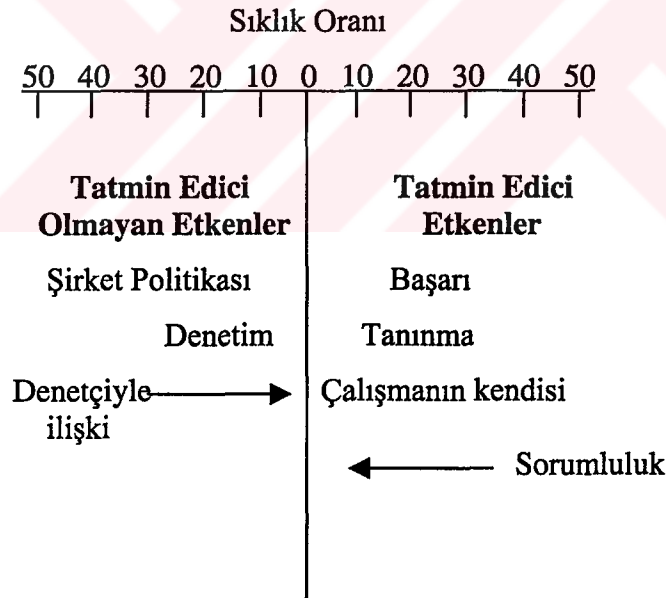 Sıklık Oranı
50 40 30 20 10 0 10 20 30 40 50
Tatmin Edici
Olmayan Etkenler
Tatmin Edici
Etkenler
Şirket Politikası
Başarı
Denetim
Tanınma
Denetçiyle
ilişki
Çalışmanın kendisi
Sorumluluk